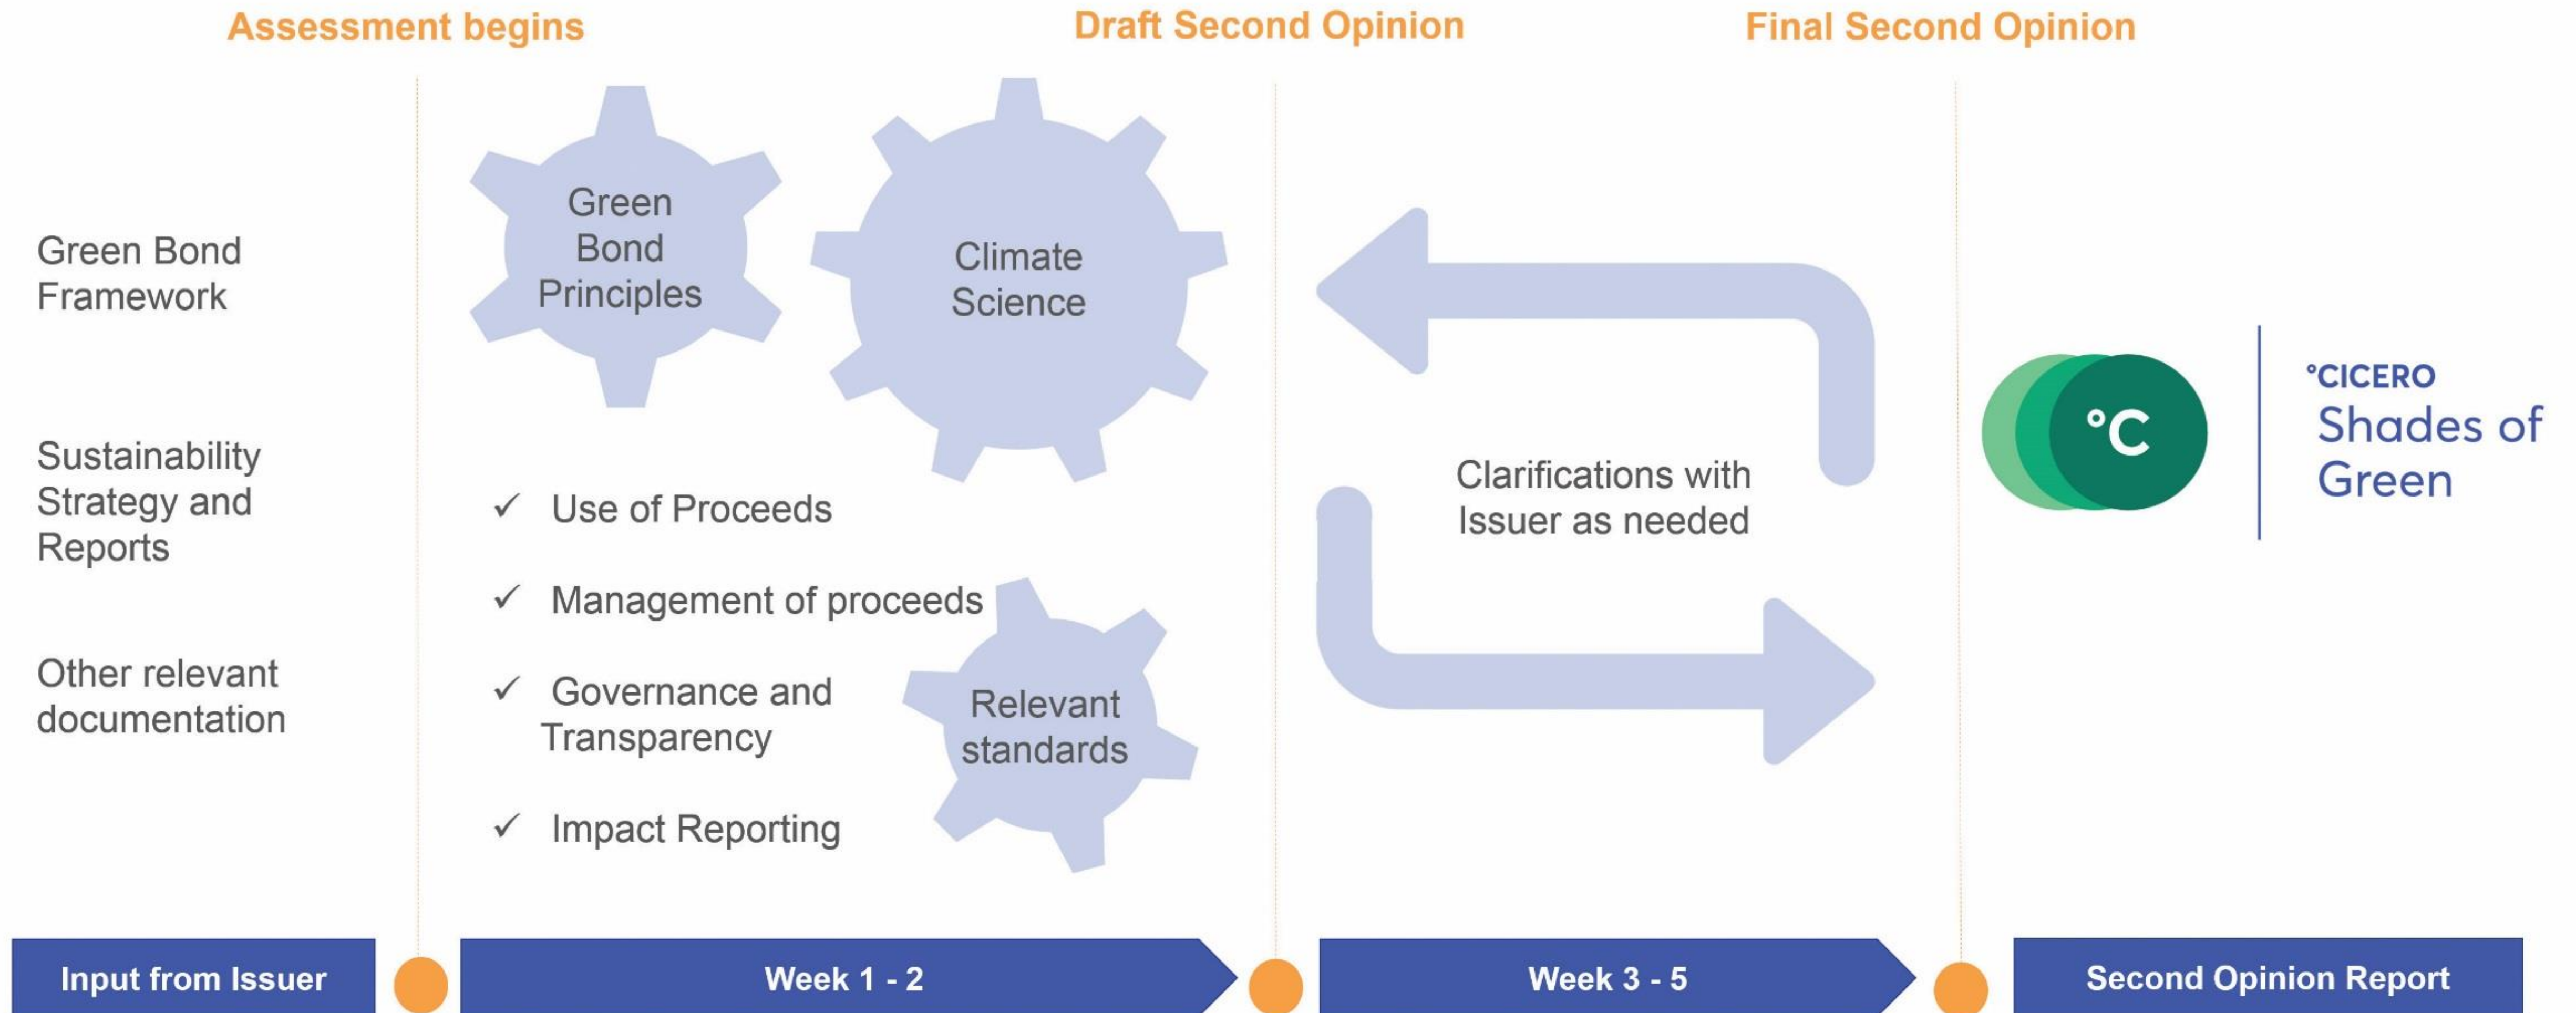 Assessment begins
Draft Second Opinion
Final Second Opinion
Green Bond
Framework
Sustainability
Strategy and
Reports
Other relevant
documentation
Green
Bond
Principles
Climate
Science
✓ Use of Proceeds
✓ Management of proceeds
✓ Governance and
Transparency
✓ Impact Reporting
Relevant
standards
Clarifications with
Issuer as needed
°C
°CICERO
Shades of
Green
Input from Issuer
Week 1 - 2
Week 3 - 5
Second Opinion Report